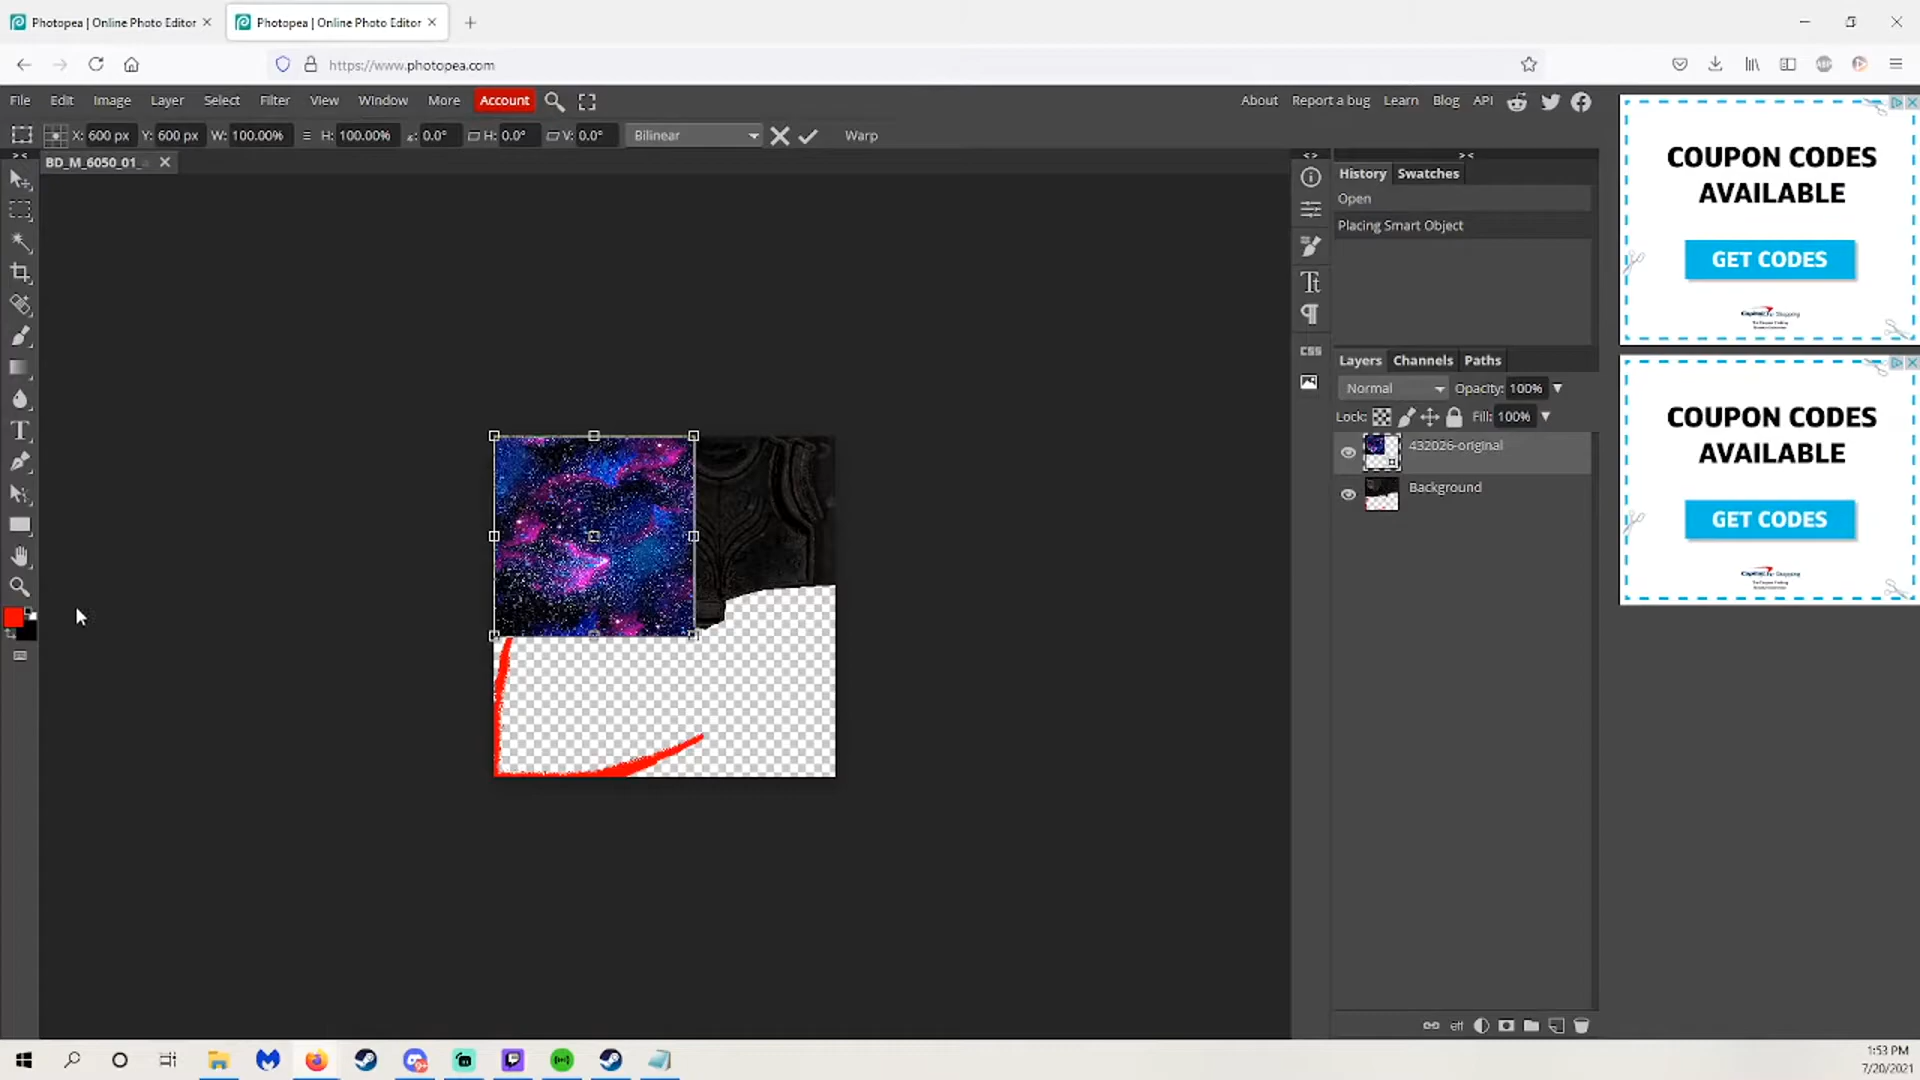 Photopea | Online Photo Editor
Photopea | Online Photo Editor
https://www.photopea.com
File Edit Image Layer Select Filter View Window More Account
About Report a bug Learn Blog API
X: 600 px Y: 600 px W: 100.00% H: 100.00% 0.0° H: 0.0° V: 0.0° Bilinear Warp
BD_M_6050_01_
History Swatches
Open
Placing Smart Object
CSS
Layers Channels Paths
Normal Opacity: 100%
Lock: Fill: 100%
432026-original
Background
eff
COUPON CODES
AVAILABLE
GET CODES
COUPON CODES
AVAILABLE
GET CODES
1:53 PM
7/20/2021